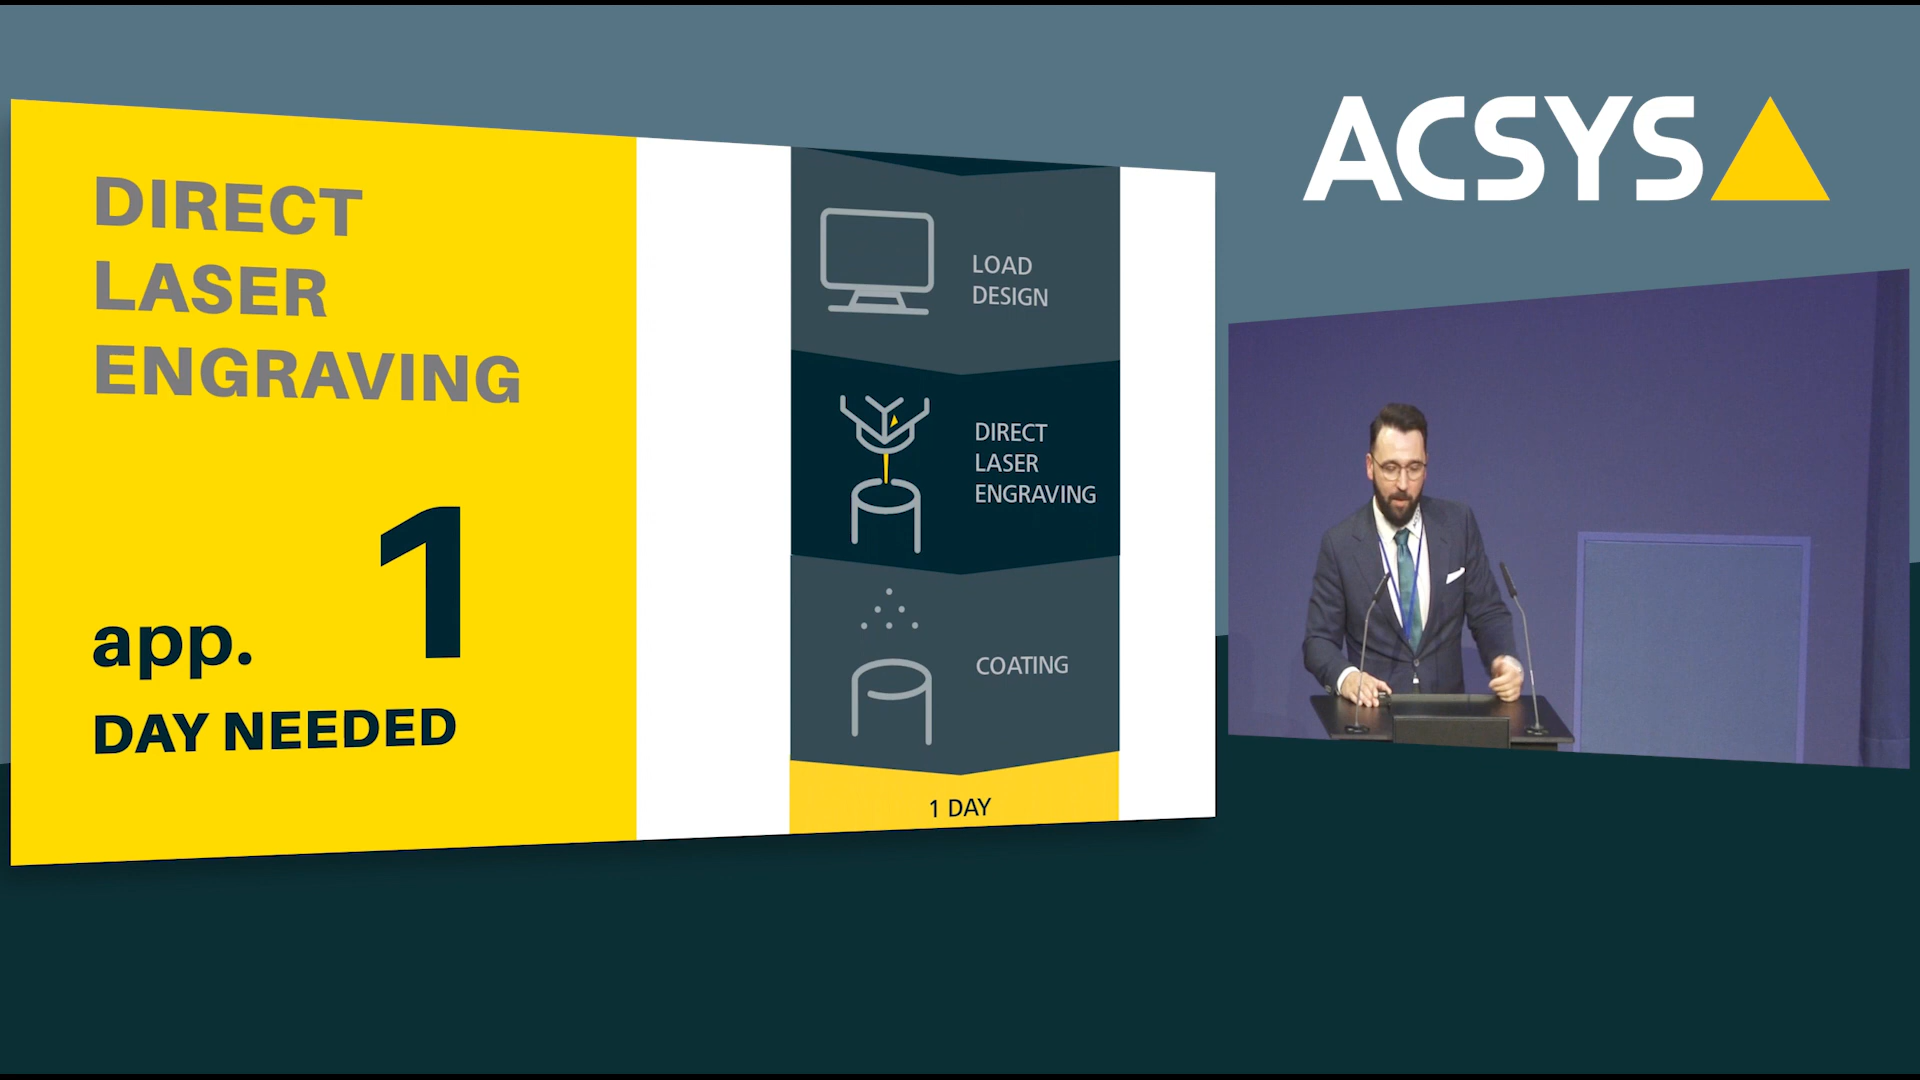 DIRECT
LASER
ENGRAVING
app. 1
DAY NEEDED
LOAD
DESIGN
DIRECT
LASER
ENGRAVING
COATING
1 DAY
ACSYS